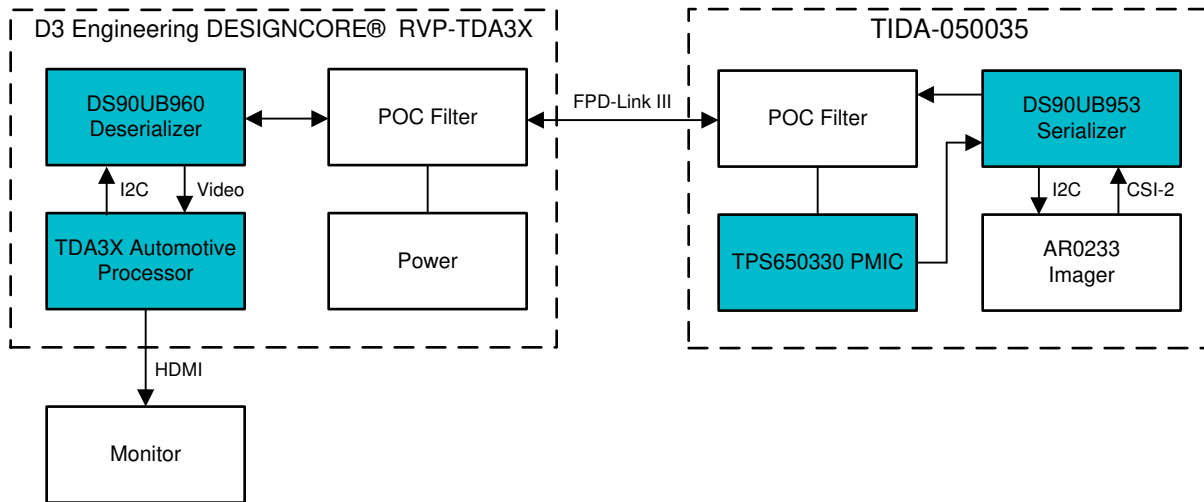 D3 Engineering DESIGNCORE® RVP-TDA3X
DS90UB960
Deserializer
POC Filter
I2C
Video
TDA3X Automotive
Processor
Power
HDMI
Monitor
FPD-Link III
TIDA-050035
POC Filter
DS90UB953
Serializer
I2C
CSI-2
TPS650330 PMIC
AR0233
Imager